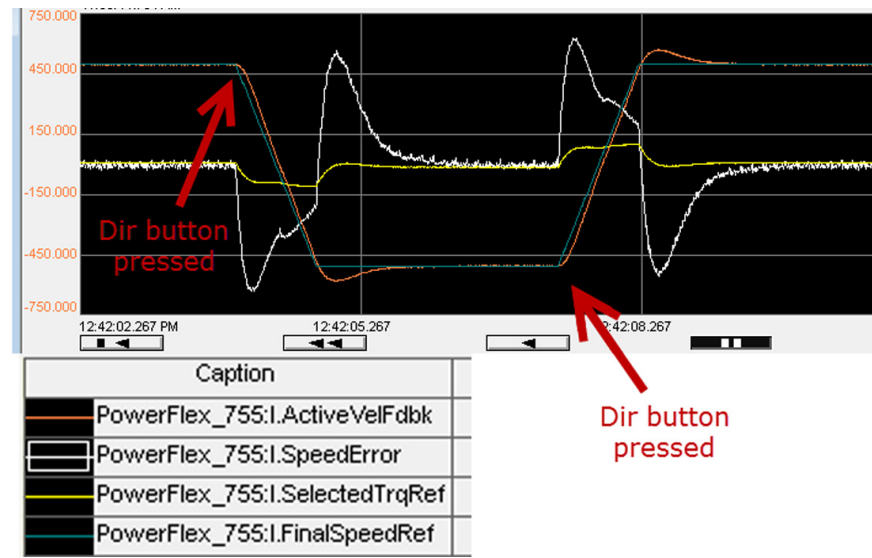 750.000
450.000
150.000
-150.000
-450.000
-750.000
Dir button
pressed
12:42:02.267 PM
12:42:05.267
2:42:08.267
Dir button
pressed
Caption
PowerFlex_755:I.ActiveVelFdbk
PowerFlex_755:I.SpeedError
PowerFlex_755:I.SelectedTrqRef
PowerFlex_755:I.FinalSpeedRef